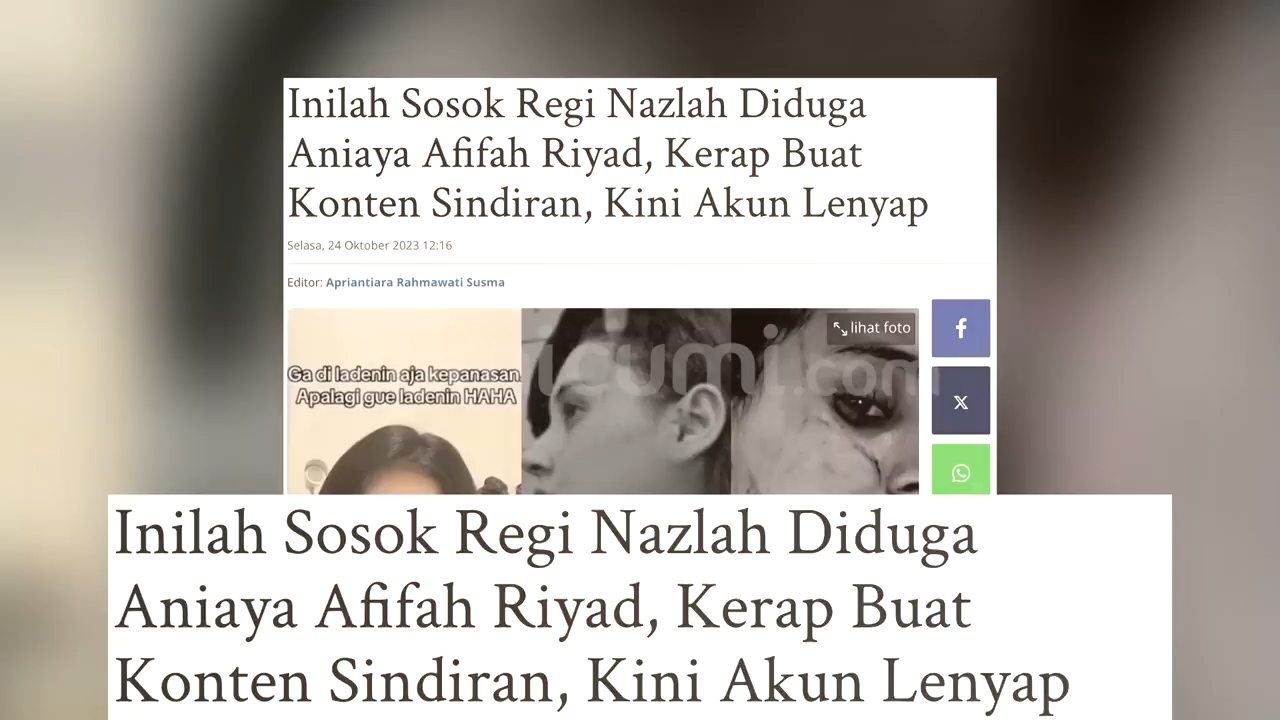 Inilah Sosok Regi Nazlah Diduga
Aniaya Afifah Riyad, Kerap Buat
Konten Sindiran, Kini Akun Lenyap
Selasa, 24 Oktober 2023 12:16
Editor: Apriantiara Rahmawati Susma
lihat foto
icumi.com
Ga di ladenin aja kepanasan.
Apalagi gue ladenin HAHA
Inilah Sosok Regi Nazlah Diduga
Aniaya Afifah Riyad, Kerap Buat
Konten Sindiran, Kini Akun Lenyap